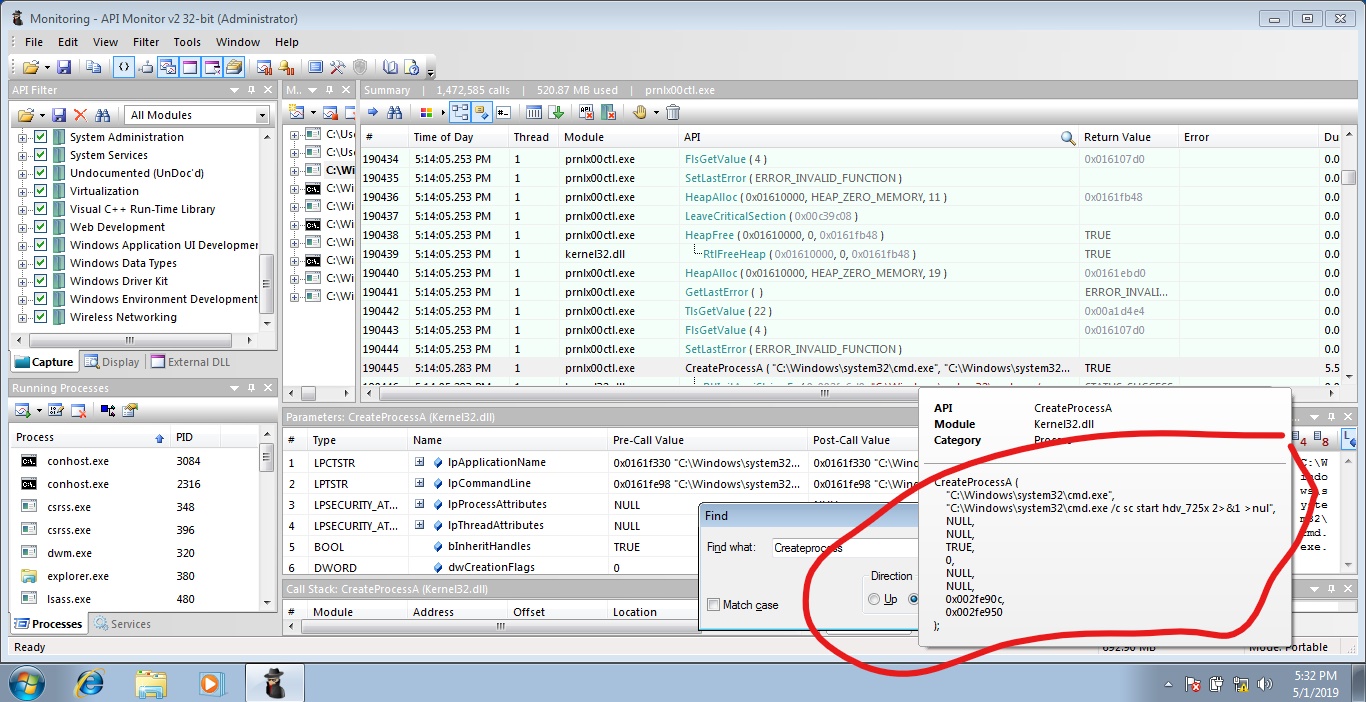 Monitoring - API Monitor v2 32-bit (Administrator)
File Edit View Filter Tools Window Help
API Filter
All Modules
System Administration
System Services
Undocumented (UnDoc'd)
Virtualization
Visual C++ Run-Time Library
Web Development
Windows Application UI Developmer
Windows Data Types
Windows Driver Kit
Windows Environment Development
Wireless Networking
Capture Display External DLL
Running Processes
Process PID
conhost.exe 3084
conhost.exe 2316
csrss.exe 348
csrss.exe 396
dwm.exe 320
explorer.exe 380
lsass.exe 480
Processes Services
M..
C:\Use
C:\Use
C:\Wi
C:\Wi
C:\Wi
C:\Wi
C:\Wi
C:\Wi
C:\Wi
C:\Wi
Summary | 1,472,585 calls | 520.87 MB used | prnlx00ctl.exe
# Time of Day Thread Module API Return Value Error Du
190434 5:14:05.253 PM 1 prnlx00ctl.exe FlsGetValue ( 4 ) 0x016107d0 0.0
190435 5:14:05.253 PM 1 prnlx00ctl.exe SetLastError ( ERROR_INVALID_FUNCTION ) 0.0
190436 5:14:05.253 PM 1 prnlx00ctl.exe HeapAlloc ( 0x01610000, HEAP_ZERO_MEMORY, 11 ) 0x0161fb48 0.0
190437 5:14:05.253 PM 1 prnlx00ctl.exe LeaveCriticalSection ( 0x00c39c08 ) 0.0
190438 5:14:05.253 PM 1 prnlx00ctl.exe HeapFree ( 0x01610000, 0, 0x0161fb48 ) TRUE 0.0
190439 5:14:05.253 PM 1 kernel32.dll RtlFreeHeap ( 0x01610000, 0, 0x0161fb48 ) TRUE 0.0
190440 5:14:05.253 PM 1 prnlx00ctl.exe HeapAlloc ( 0x01610000, HEAP_ZERO_MEMORY, 19 ) 0x0161ebd0 0.0
190441 5:14:05.253 PM 1 prnlx00ctl.exe GetLastError ( ) ERROR_INVALI... 0.0
190442 5:14:05.253 PM 1 prnlx00ctl.exe TlsGetValue ( 22 ) 0x00a1d4e4 0.0
190443 5:14:05.253 PM 1 prnlx00ctl.exe FlsGetValue ( 4 ) 0x016107d0 0.0
190444 5:14:05.253 PM 1 prnlx00ctl.exe SetLastError ( ERROR_INVALID_FUNCTION ) 0.0
190445 5:14:05.283 PM 1 prnlx00ctl.exe CreateProcessA ( "C:\Windows\system32\cmd.exe", "C:\Windows\system32... TRUE 5.5
Parameters: CreateProcessA (Kernel32.dll)
# Type Name Pre-Call Value Post-Call Value
1 LPCTSTR lpApplicationName 0x0161f330 "C:\Windows\system32... 0x0161f330 "C:\Windows\system32...
2 LPTSTR lpCommandLine 0x0161fe98 "C:\Windows\system32... 0x0161fe98 "C:\Windows\system32...
3 LPSECURITY_AT... lpProcessAttributes NULL NULL
4 LPSECURITY_AT... lpThreadAttributes NULL
5 BOOL bInheritHandles TRUE
6 DWORD dwCreationFlags 0
Call Stack: CreateProcessA (Kernel32.dll)
# Module Address Offset Location
Find
Find what: Createprocess
Direction
Match case Up
API CreateProcessA
Module Kernel32.dll
Category
CreateProcessA (
"C:\Windows\system32\cmd.exe",
"C:\Windows\system32\cmd.exe /c sc start hdv_725x 2>&1 > nul",
NULL,
NULL,
TRUE,
0,
NULL,
NULL,
0x002fe90c,
0x002fe950
);
4 8
C:\W
indo
ws\s
yste
m32\
cmd.
exe.
Ready 692.90 MB Mode: Portable
5:32 PM
5/1/2019